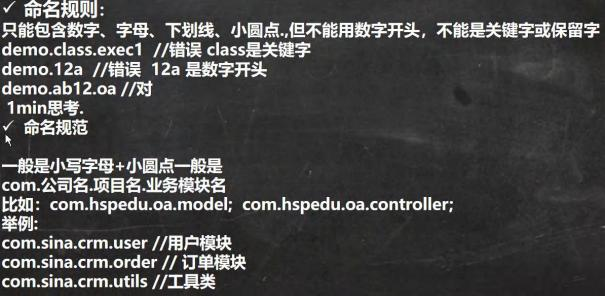 ✓ 命名规则：
只能包含数字、字母、下划线、小圆点.,但不能用数字开头，不能是关键字或保留字
demo.class.exec1 //错误 class是关键字
demo.12a //错误 12a 是数字开头
demo.ab12.oa //对
1min思考.
✓ 命名规范
一般是小写字母+小圆点一般是
com.公司名.项目名.业务模块名
比如：com.hspedu.oa.model; com.hspedu.oa.controller;
举例:
com.sina.crm.user //用户模块
com.sina.crm.order // 订单模块
com.sina.crm.utils //工具类